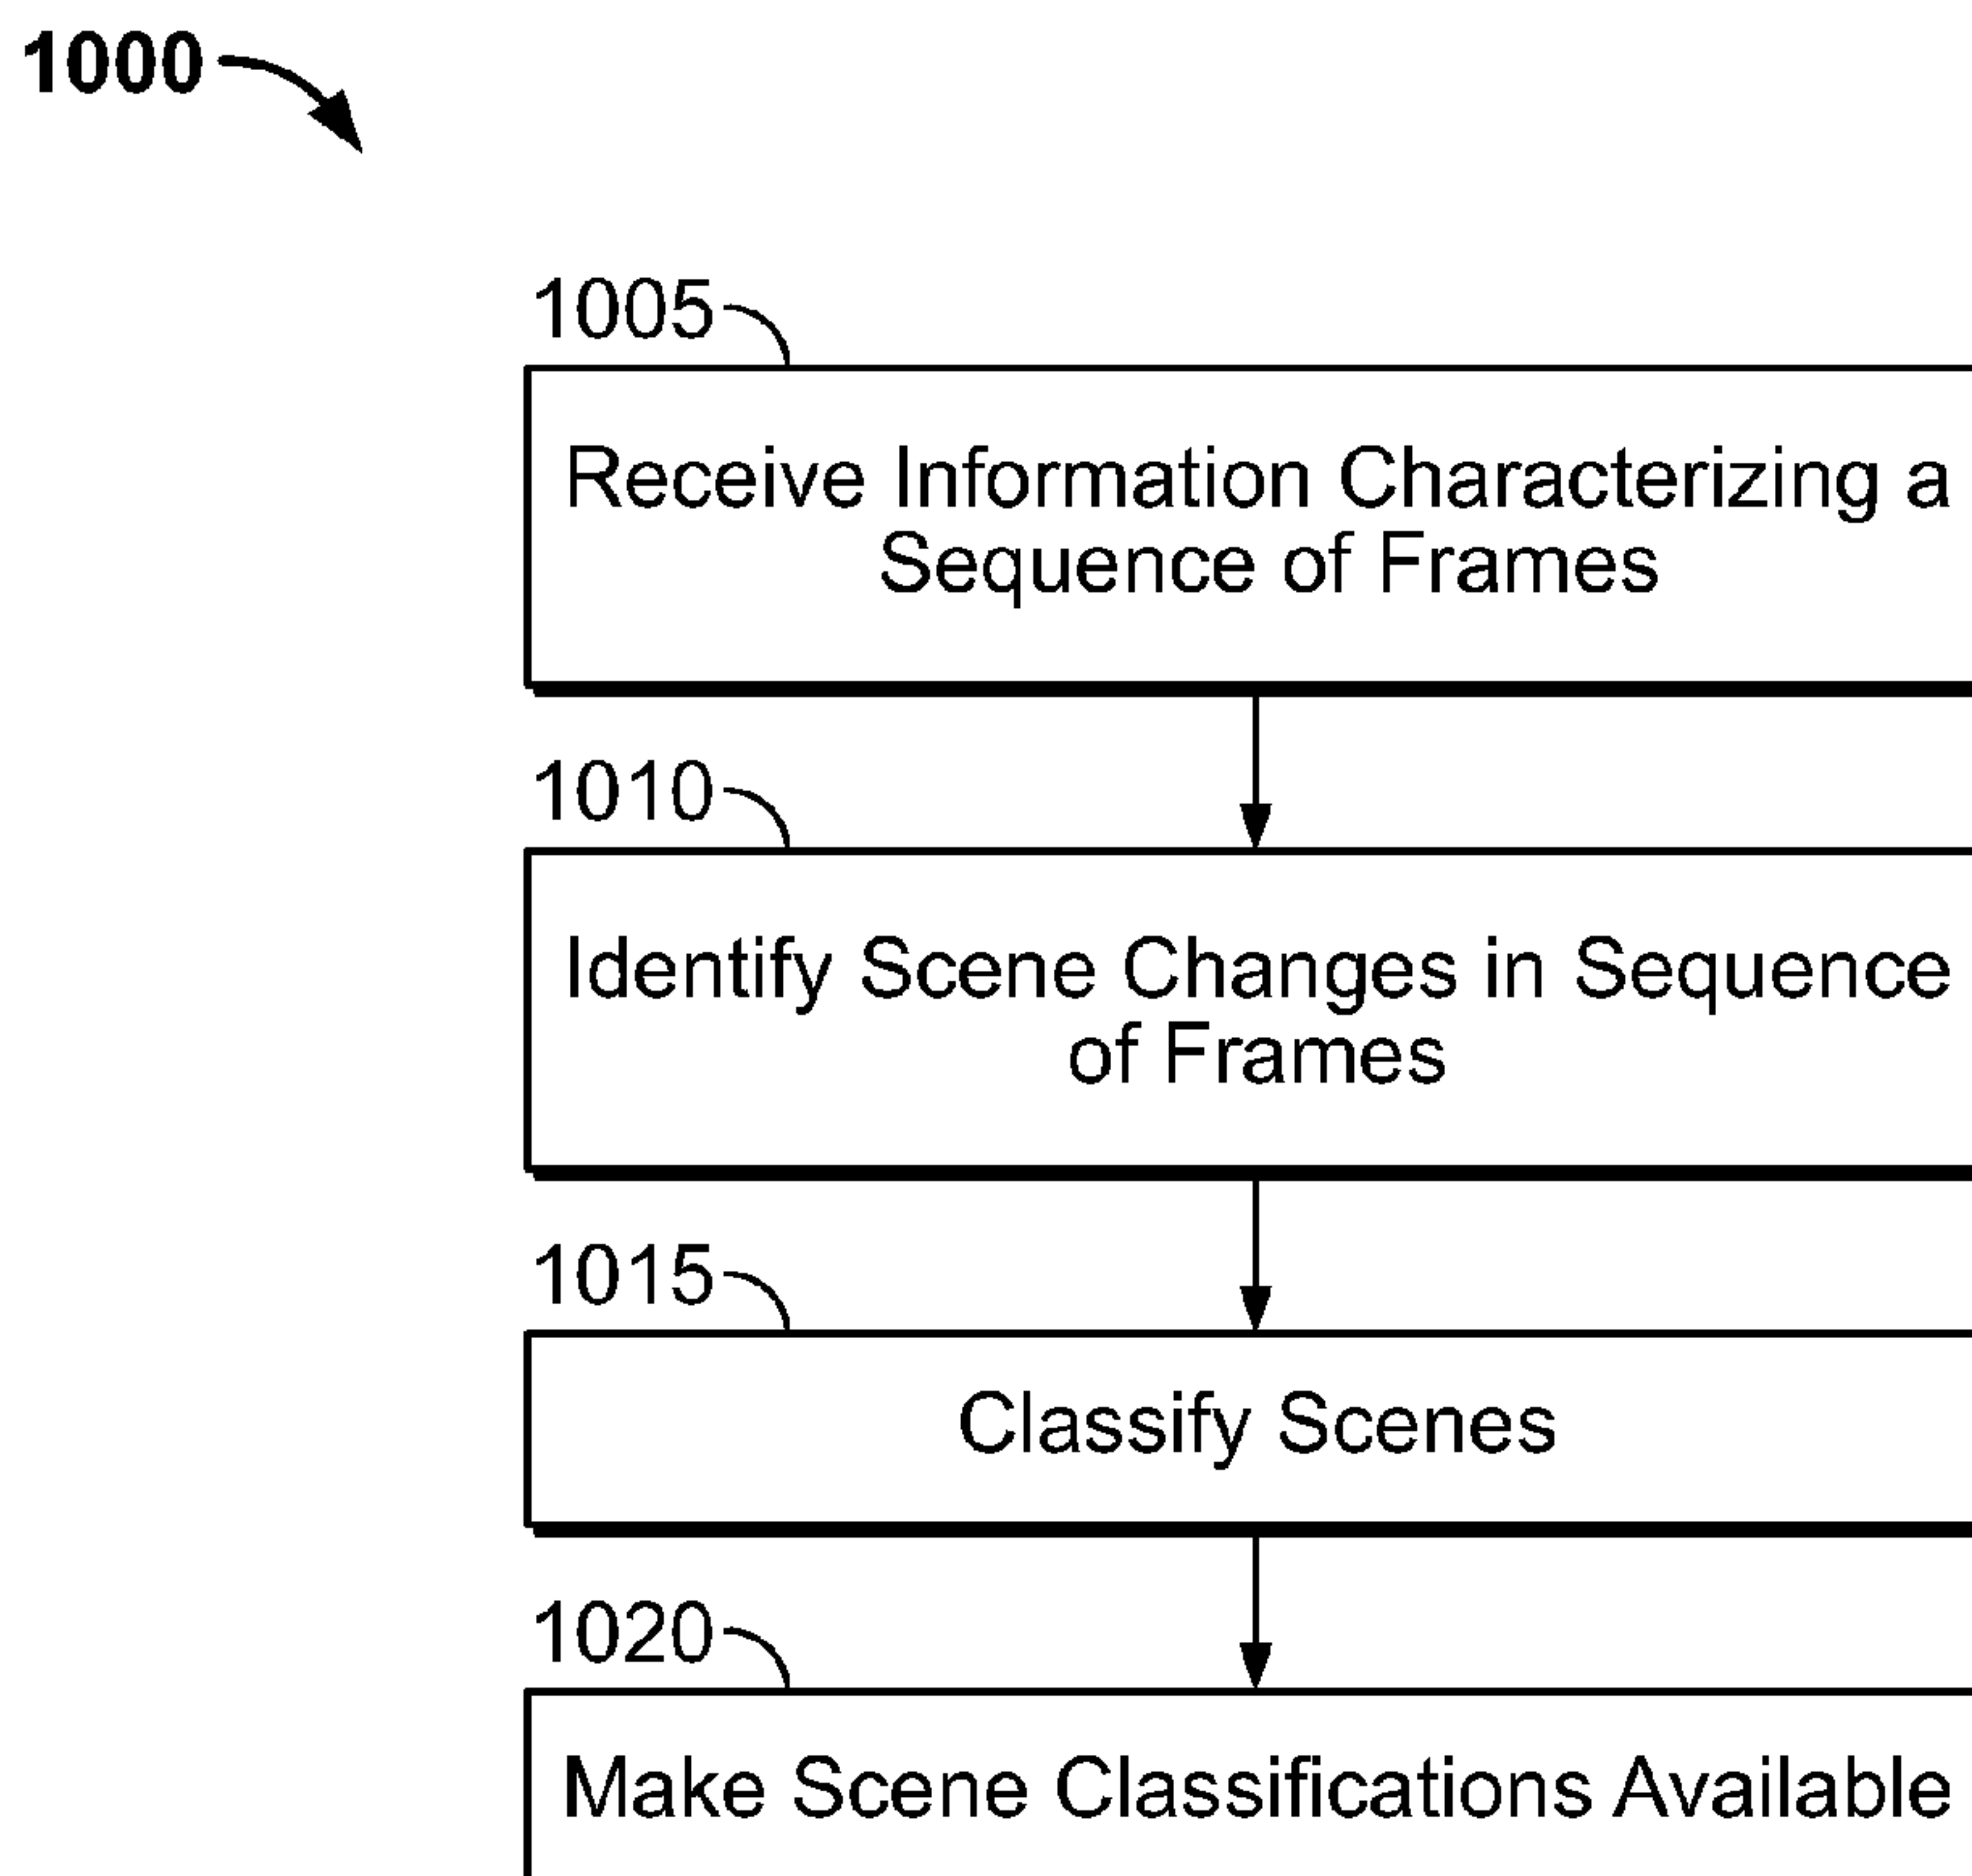 1000
1005
Receive Information Characterizing a
Sequence of Frames
1010
Identify Scene Changes in Sequence
of Frames
1015
Classify Scenes
1020
Make Scene Classifications Available